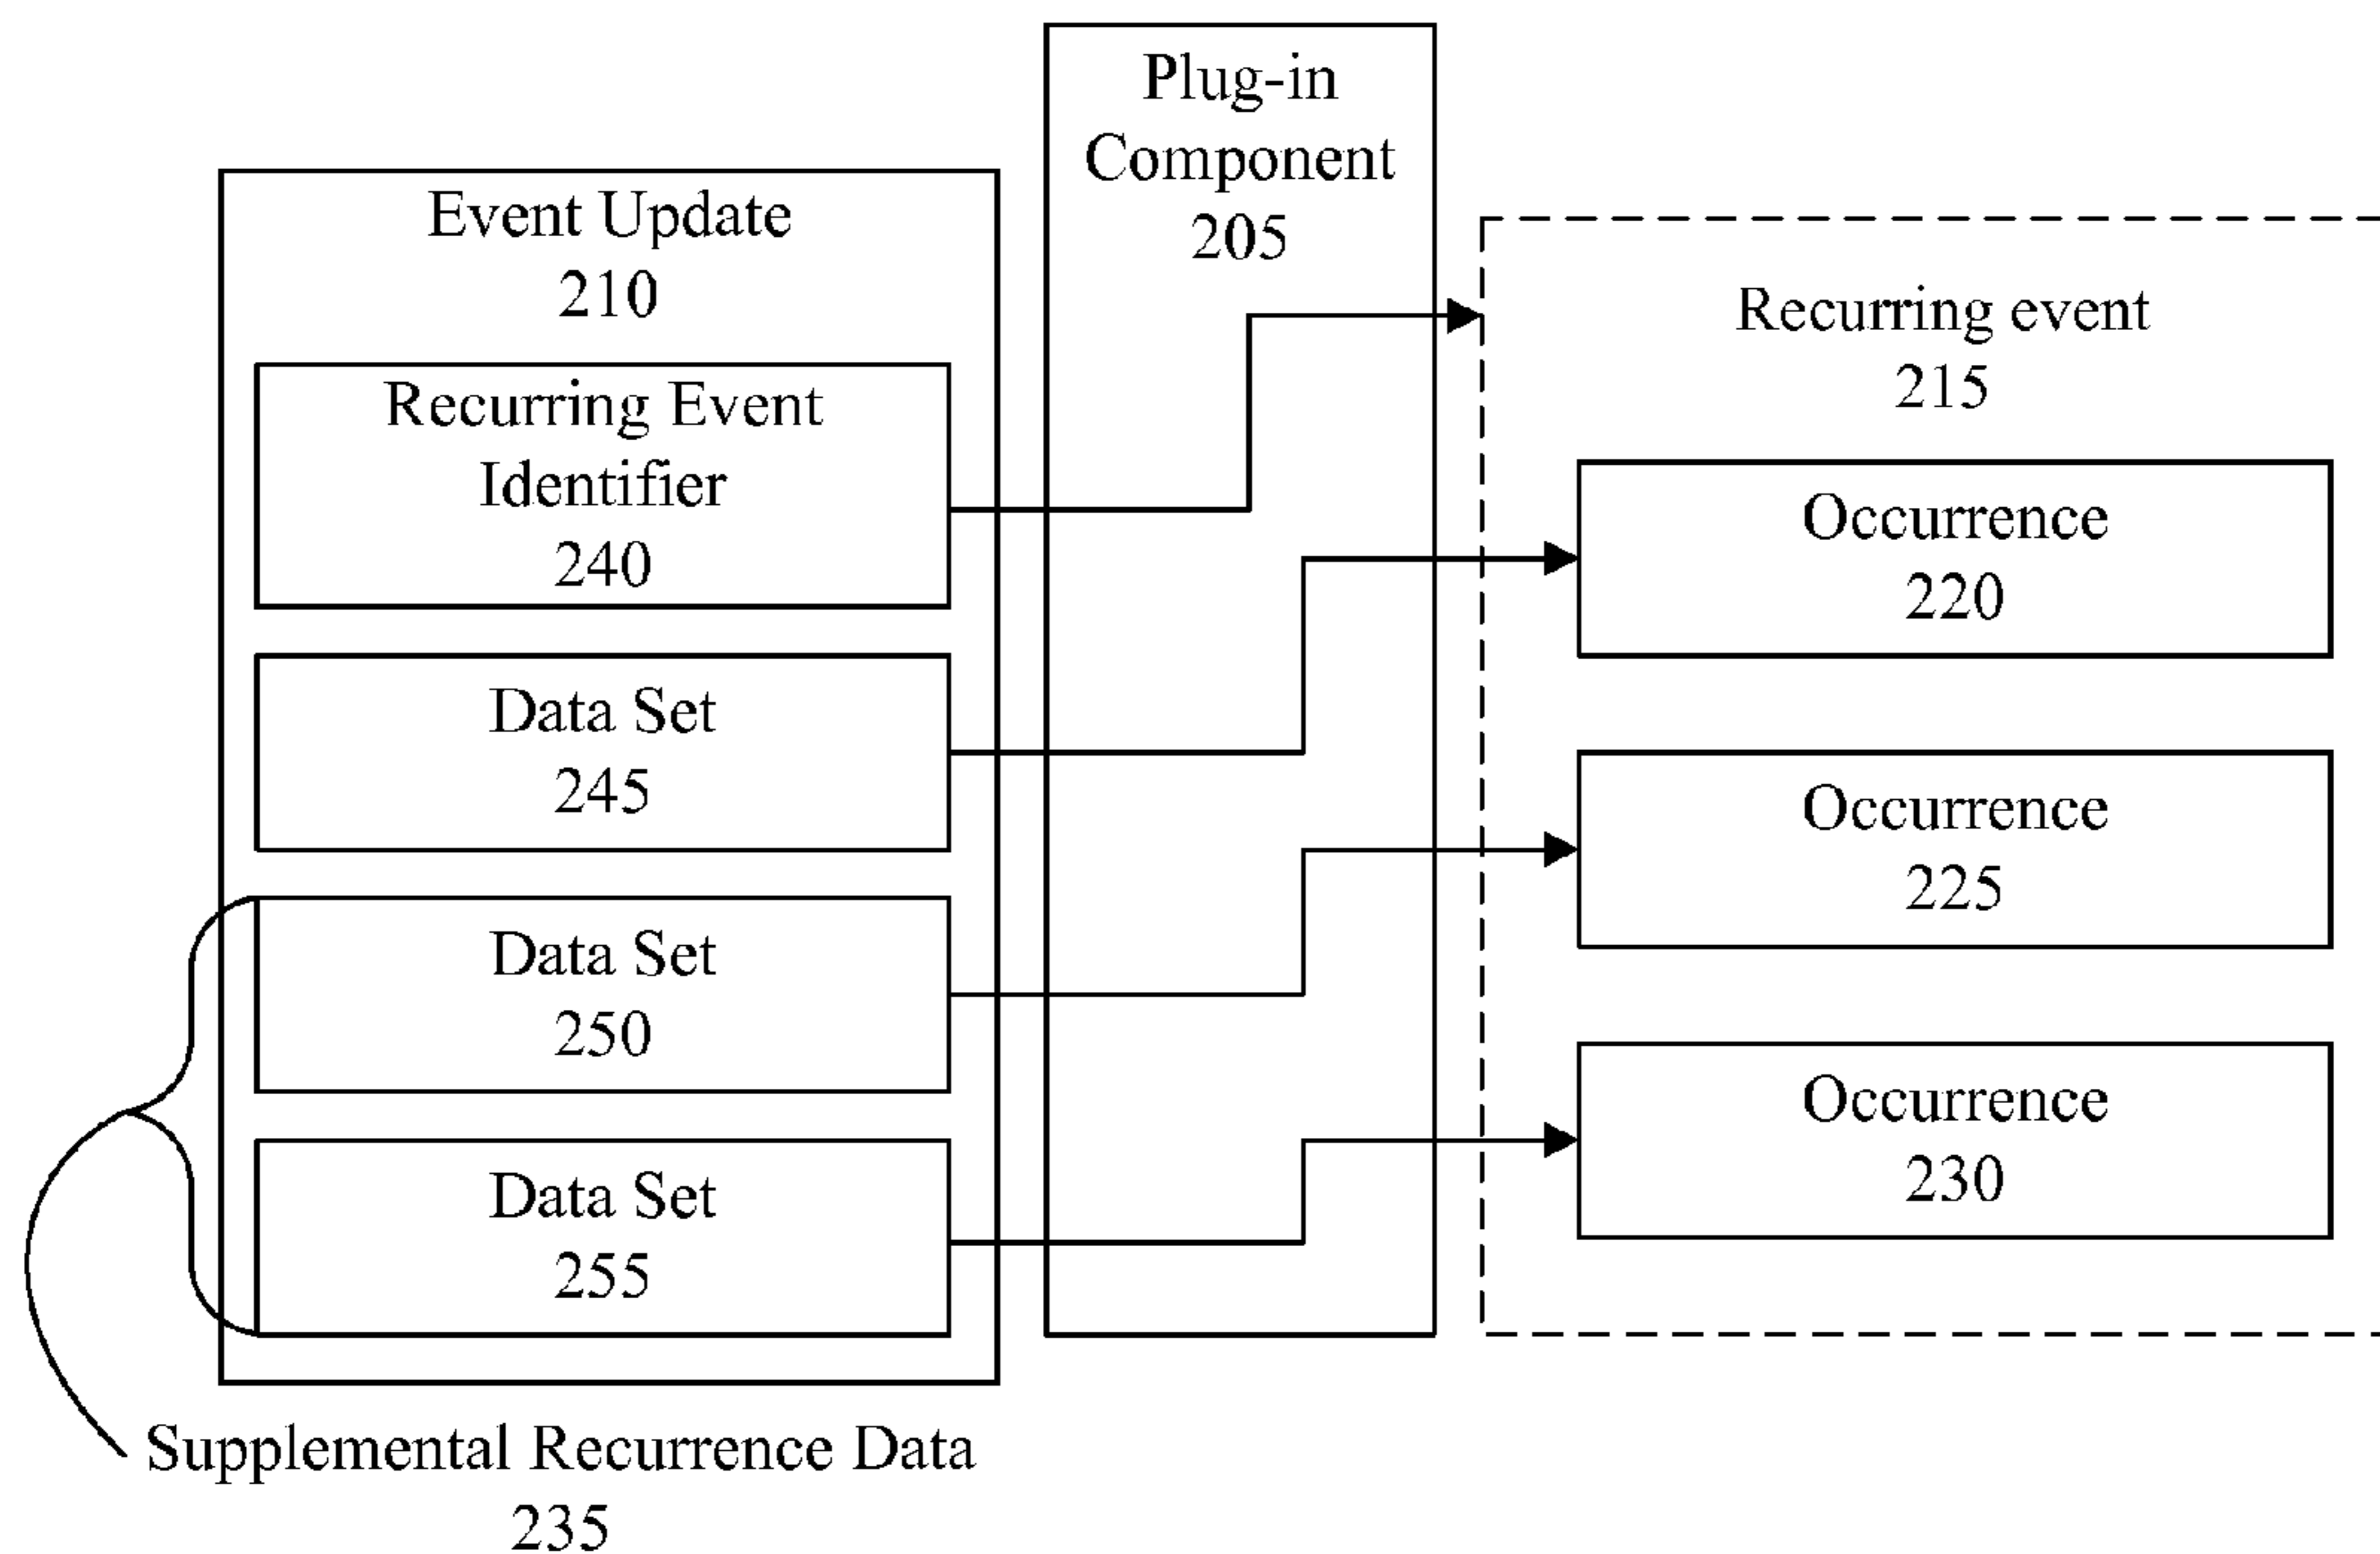 Plug-in
Component
205
Event Update
210
Recurring Event
Identifier
240
Data Set
245
Data Set
250
Data Set
255
Supplemental Recurrence Data
235
Recurring event
215
Occurrence
220
Occurrence
225
Occurrence
230